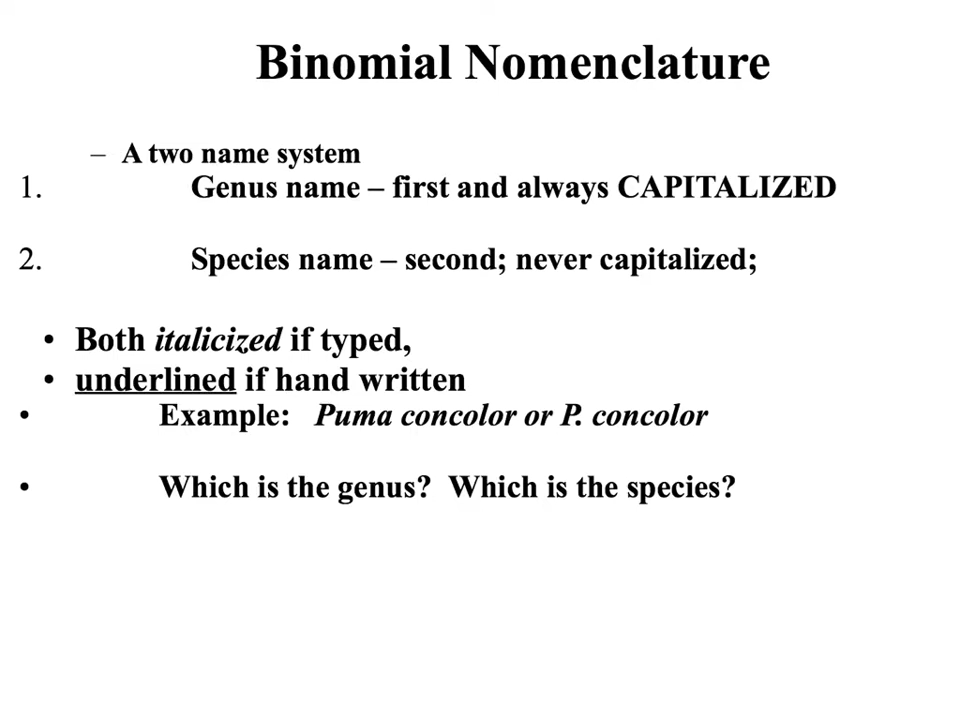 Binomial Nomenclature
– A two name system
1. Genus name – first and always CAPITALIZED
2. Species name – second; never capitalized;
• Both italicized if typed,
• underlined if hand written
• Example: Puma concolor or P. concolor
• Which is the genus? Which is the species?